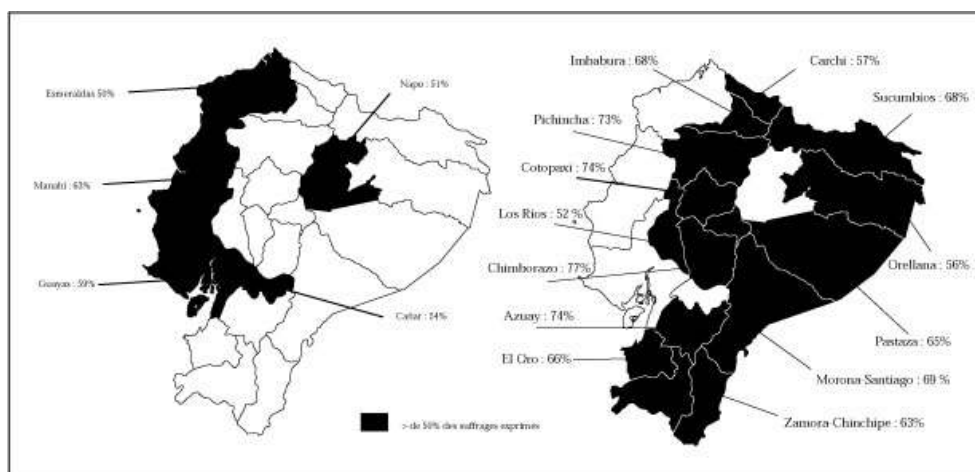 Esmeraldas 50%
Napo : 51%
Manabi : 63%
Guayas : 59%
Cañar : 54%
> de 50% des suffrages exprimés
Imbabura : 68%
Carchi : 57%
Sucumbios : 68%
Pichincha : 73%
Cotopaxi : 74%
Los Rios : 52 %
Chimborazo : 77%
Orellana : 56%
Azuay : 74%
Pastaza : 65%
El Oro : 66%
Morona-Santiago : 69 %
Zamora-Chinchipe : 63%